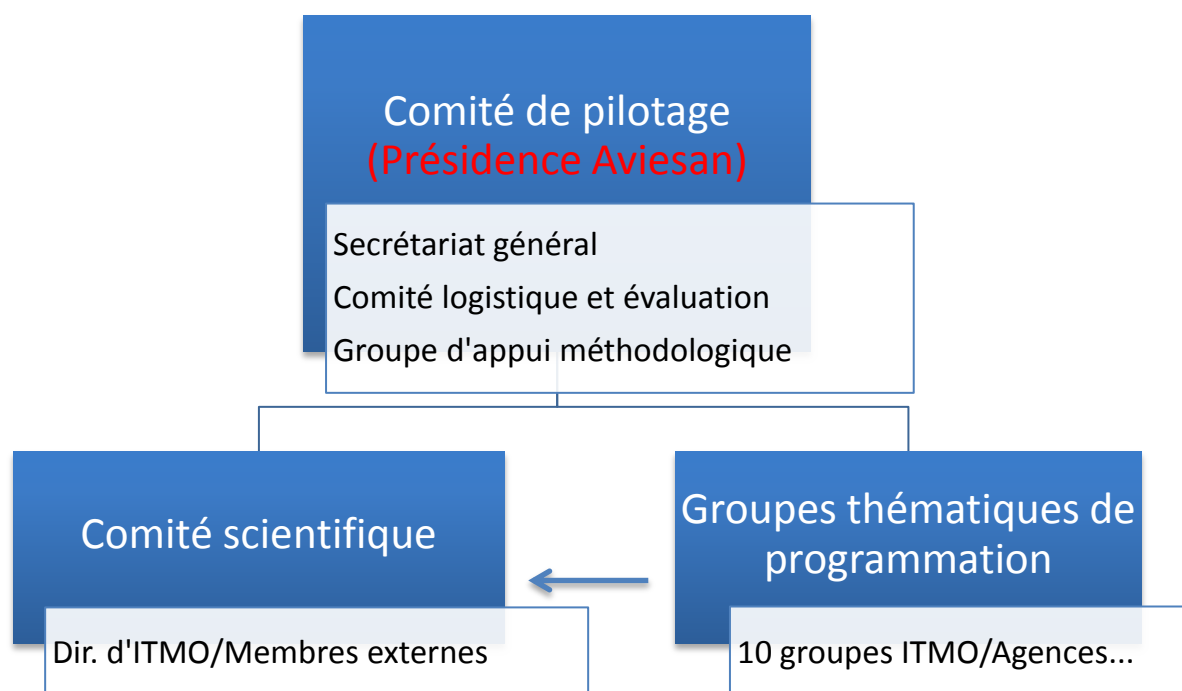 Comité de pilotage
(Présidence Aviesan)
Secrétariat général
Comité logistique et évaluation
Groupe d'appui méthodologique
Comité scientifique
Dir. d'ITMO/Membres externes
Groupes thématiques de
programmation
10 groupes ITMO/Agences...